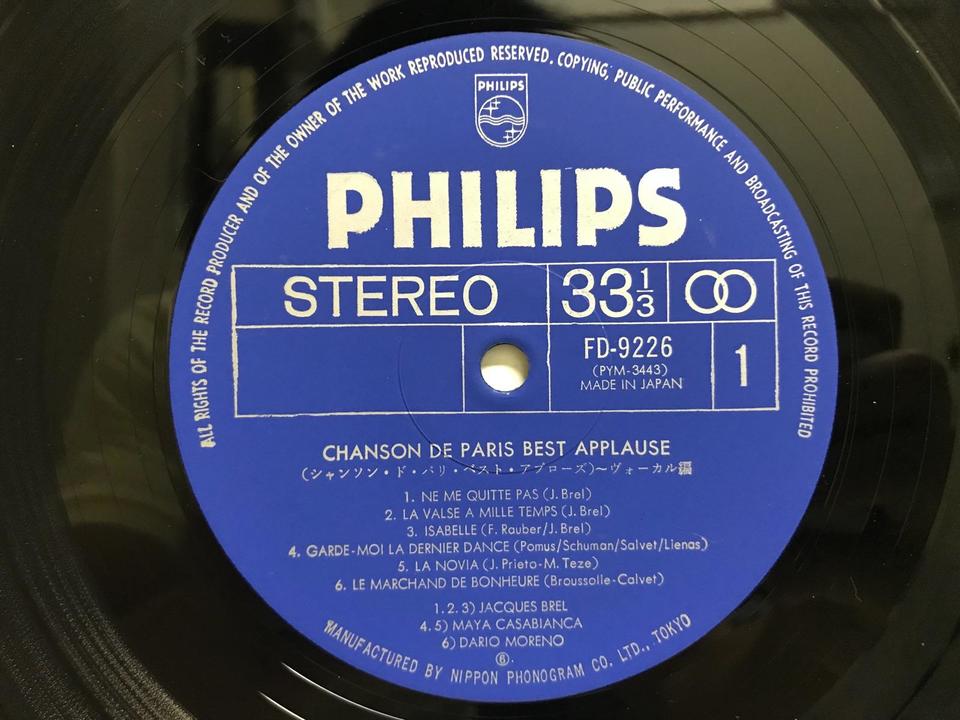 ALL RIGHTS OF THE RECORD PRODUCER AND OF THE OWNER OF THE WORK REPRODUCED RESERVED. COPYING, PUBLIC PERFORMANCE AND BROADCASTING OF THIS RECORD PROHIBITED
PHILIPS
PHILIPS
STEREO 33 1/3
FD-9226
(PYM-3443)
MADE IN JAPAN
1
CHANSON DE PARIS BEST APPLAUSE
(シャンソン・ド・パリ・ベスト・アプローズ)~ヴォーカル編
1. NE ME QUITTE PAS (J. Brel)
2. LA VALSE A MILLE TEMPS (J. Brel)
3. ISABELLE (F. Rauber/J. Brel)
4. GARDE-MOI LA DERNIER DANCE (Pomus/Schuman/Salvet/Lienas)
5. LA NOVIA (J. Prieto-M. Teze)
6. LE MARCHAND DE BONHEURE (Broussolle-Calvet)
1. 2. 3) JACQUES BREL
4. 5) MAYA CASABIANCA
6) DARIO MORENO
MANUFACTURED BY NIPPON PHONOGRAM CO. LTD., TOKYO